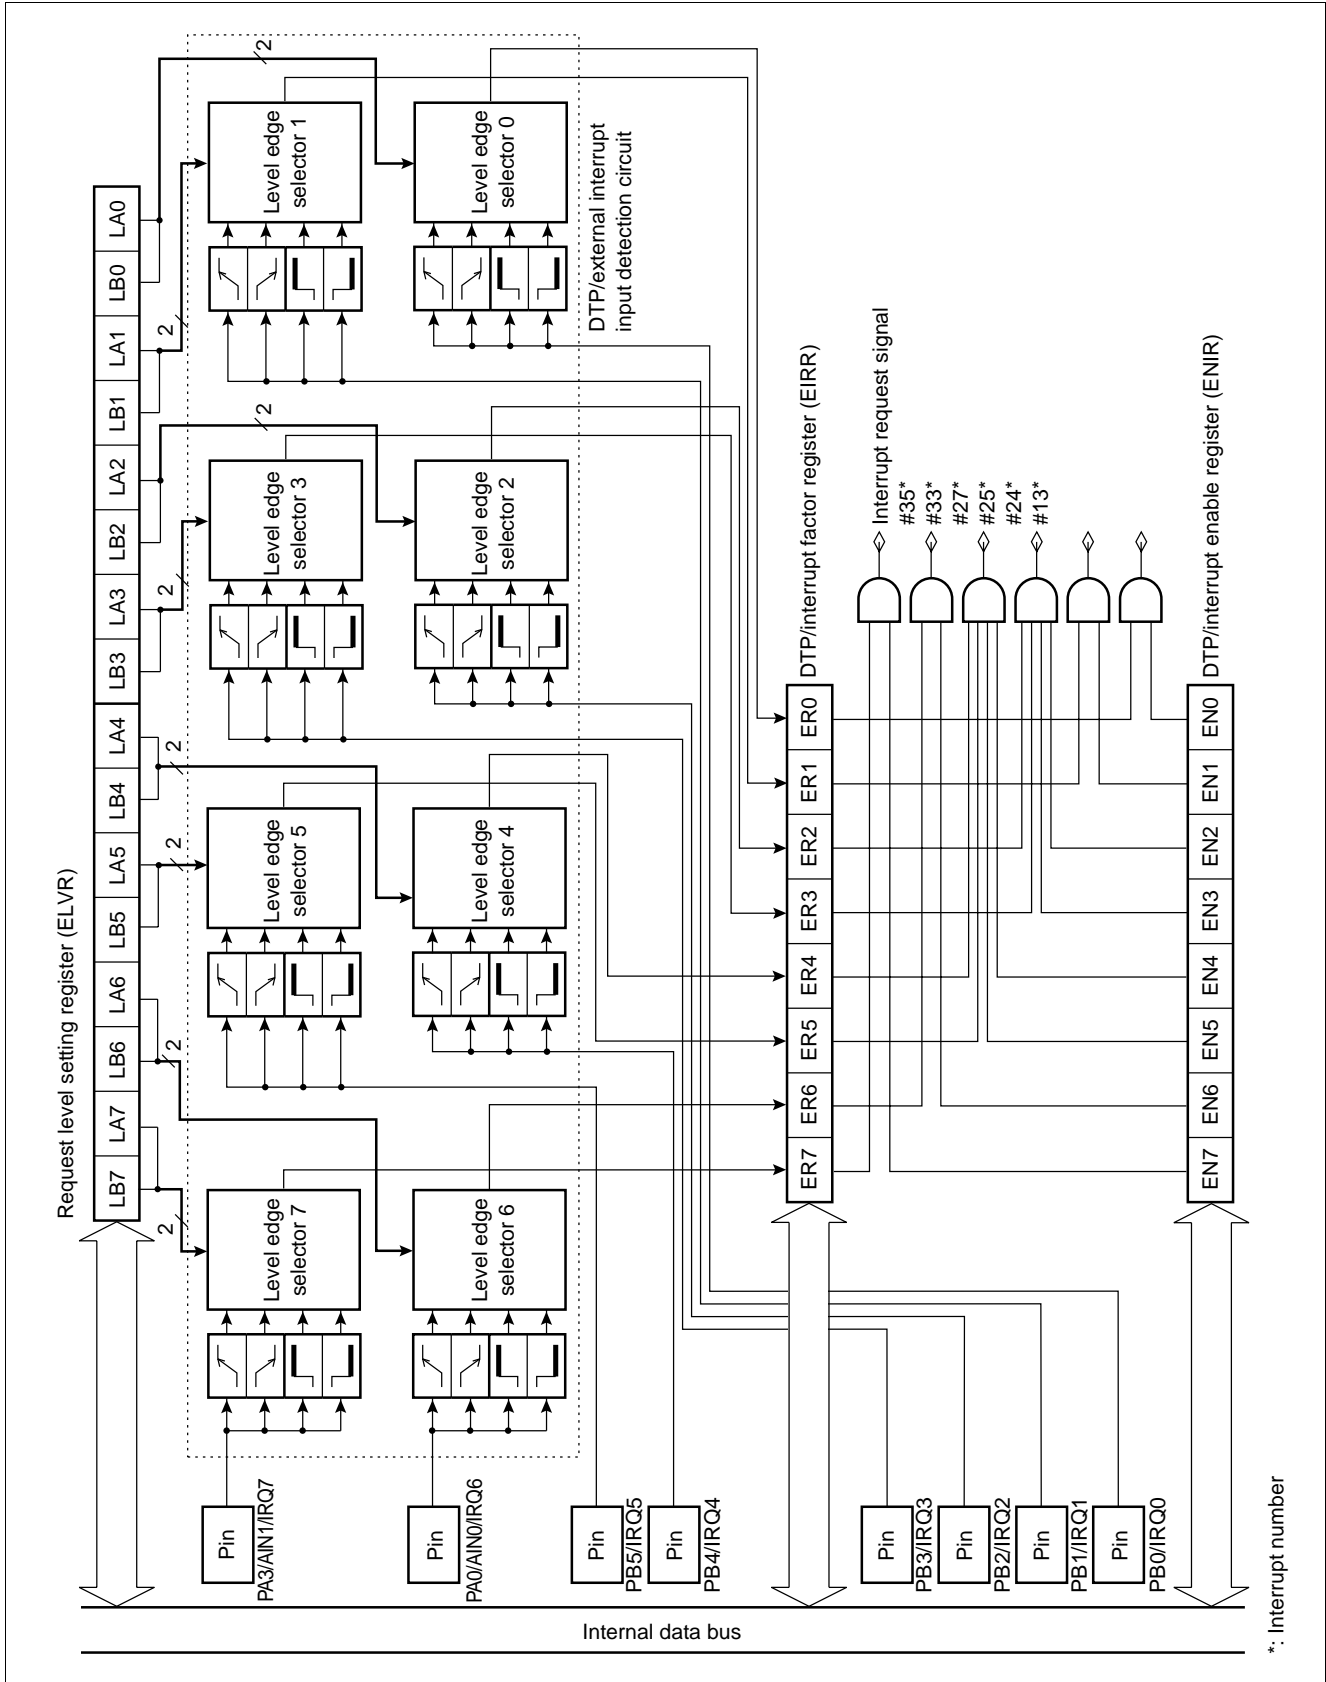 Request level setting register (ELVR)
LB7 LA7 LB6 LA6 LB5 LA5 LB4 LA4 LB3 LA3 LB2 LA2 LB1 LA1 LB0 LA0
2
2
2
2
2
2
2
2
Level edge
selector 7
Level edge
selector 5
Level edge
selector 3
Level edge
selector 1
Level edge
selector 6
Level edge
selector 4
Level edge
selector 2
Level edge
selector 0
DTP/external interrupt
input detection circuit
Pin
PA3/AIN1/IRQ7
Pin
PA0/AIN0/IRQ6
Pin
PB5/IRQ5
Pin
PB4/IRQ4
Pin
PB3/IRQ3
Pin
PB2/IRQ2
Pin
PB1/IRQ1
Pin
PB0/IRQ0
ER7 ER6 ER5 ER4 ER3 ER2 ER1 ER0
DTP/interrupt factor register (EIRR)
Interrupt request signal
#35*
#33*
#27*
#25*
#24*
#13*
EN7 EN6 EN5 EN4 EN3 EN2 EN1 EN0
DTP/interrupt enable register (ENIR)
Internal data bus
*: Interrupt number